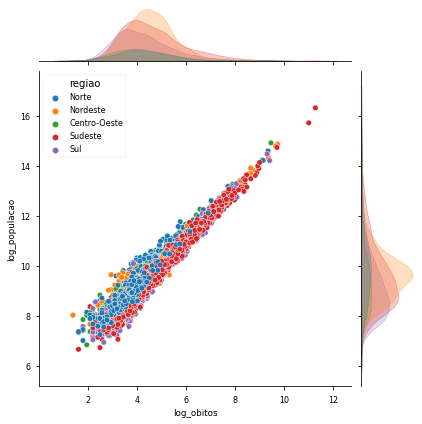 regiao
Norte
Nordeste
Centro-Oeste
Sudeste
Sul
log_populacao
16
14
12
10
8
6
2
4
6
8
10
12
log_obitos